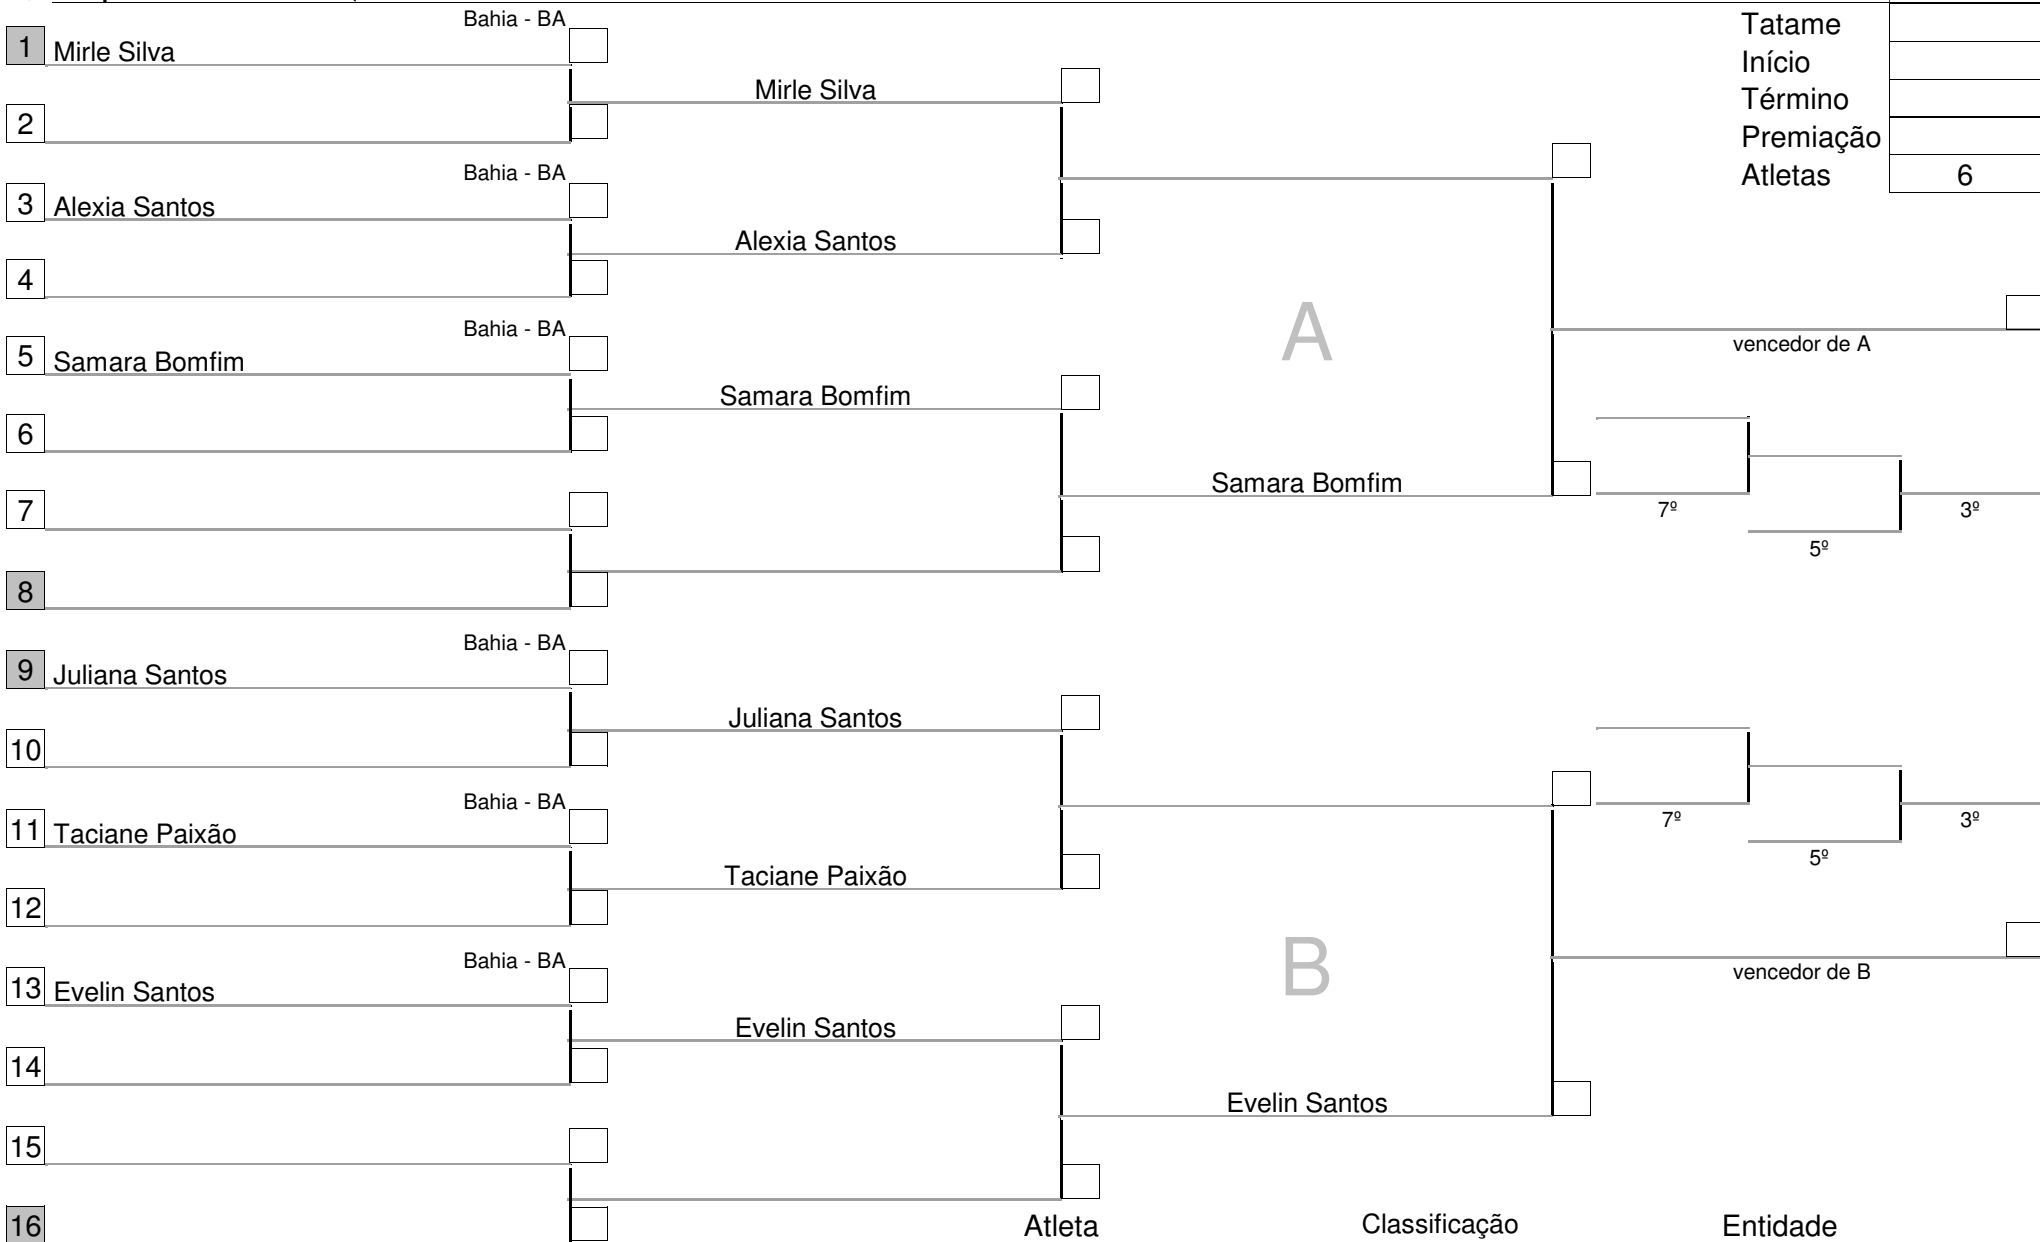 Bahia - BA
Tatame
1 Mirle Silva
Início
Mirle Silva
Término
2
Premiação
Bahia - BA
Atletas 6
3 Alexia Santos
Alexia Santos
4
Bahia - BA
A
vencedor de A
5 Samara Bomfim
Samara Bomfim
6
Samara Bomfim
7
7º
3º
5º
8
Bahia - BA
9 Juliana Santos
Juliana Santos
10
Bahia - BA
7º
3º
11 Taciane Paixão
5º
Taciane Paixão
12
Bahia - BA
B
vencedor de B
13 Evelin Santos
Evelin Santos
14
Evelin Santos
15
16
Atleta Classificação Entidade